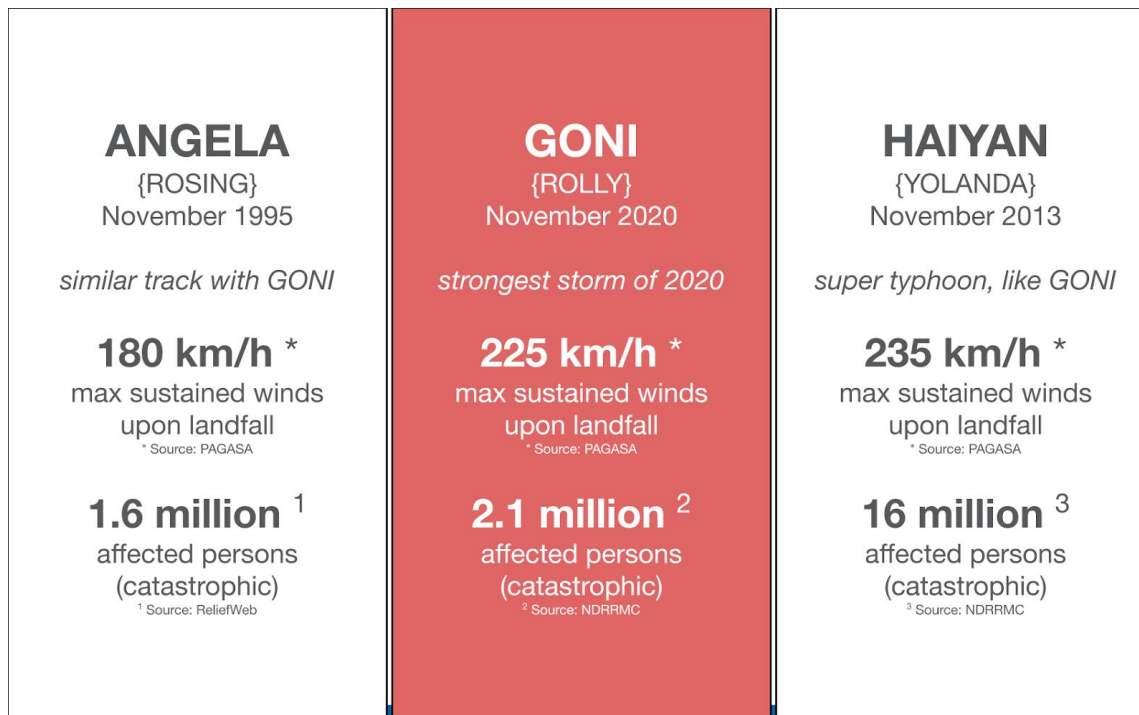 ANGELA
{ROSING}
November 1995
similar track with GONI
180 km/h *
max sustained winds
upon landfall
* Source: PAGASA
1.6 million ¹
affected persons
(catastrophic)
¹ Source: ReliefWeb
GONI
{ROLLY}
November 2020
strongest storm of 2020
225 km/h *
max sustained winds
upon landfall
* Source: PAGASA
2.1 million ²
affected persons
(catastrophic)
² Source: NDRRMC
HAIYAN
{YOLANDA}
November 2013
super typhoon, like GONI
235 km/h *
max sustained winds
upon landfall
* Source: PAGASA
16 million ³
affected persons
(catastrophic)
³ Source: NDRRMC